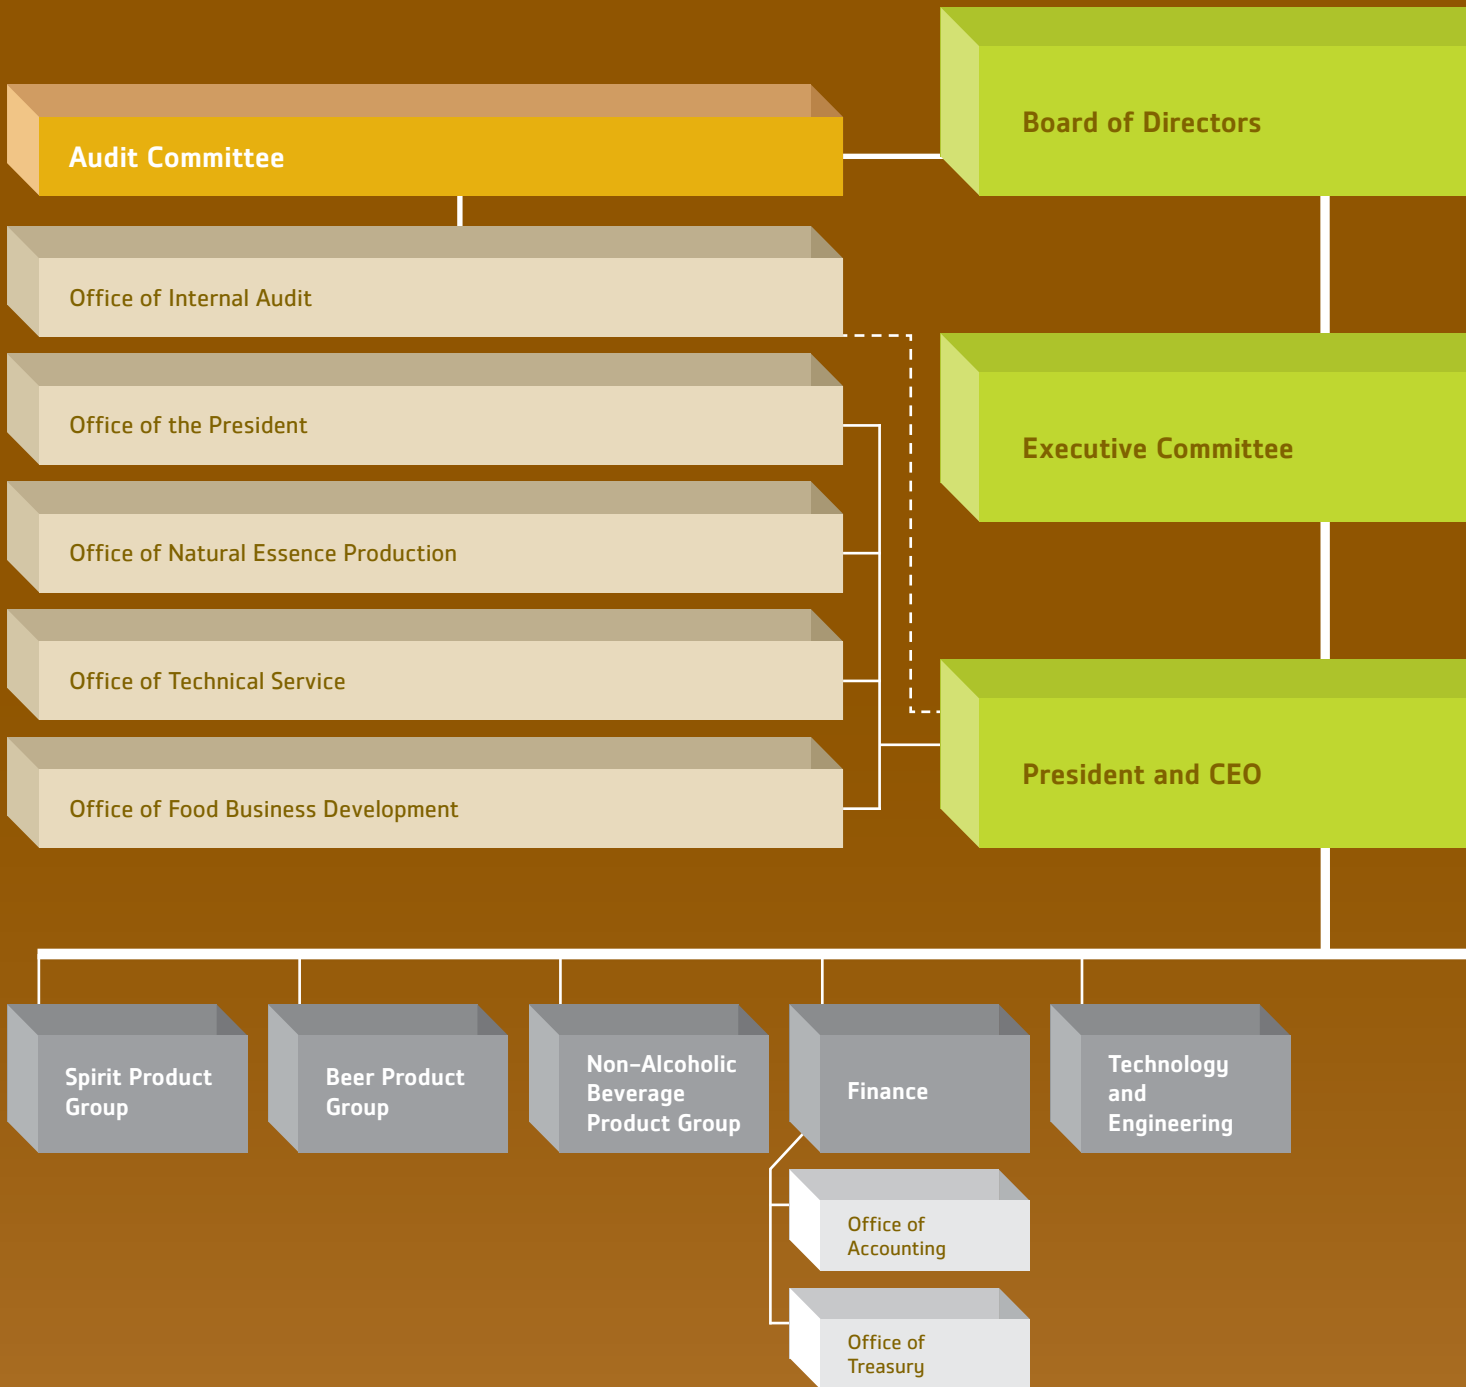 Board of Directors
Audit Committee
Office of Internal Audit
Office of the President
Executive Committee
Office of Natural Essence Production
Office of Technical Service
President and CEO
Office of Food Business Development
Spirit Product
Group
Beer Product
Group
Non-Alcoholic
Beverage
Product Group
Finance
Technology
and
Engineering
Office of
Accounting
Office of
Treasury